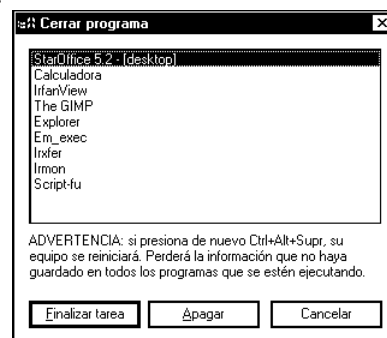 Cerrar programa
StarOffice 5.2 - (desktop)
Calculadora
IrfanView
The GIMP
Explorer
Em_exec
Irxfer
Irmon
Script-fu
ADVERTENCIA: si presiona de nuevo Ctrl+Alt+Supr, su
equipo se reiniciará. Perderá la información que no haya
guardado en todos los programas que se estén ejecutando.
Finalizar tarea
Apagar
Cancelar